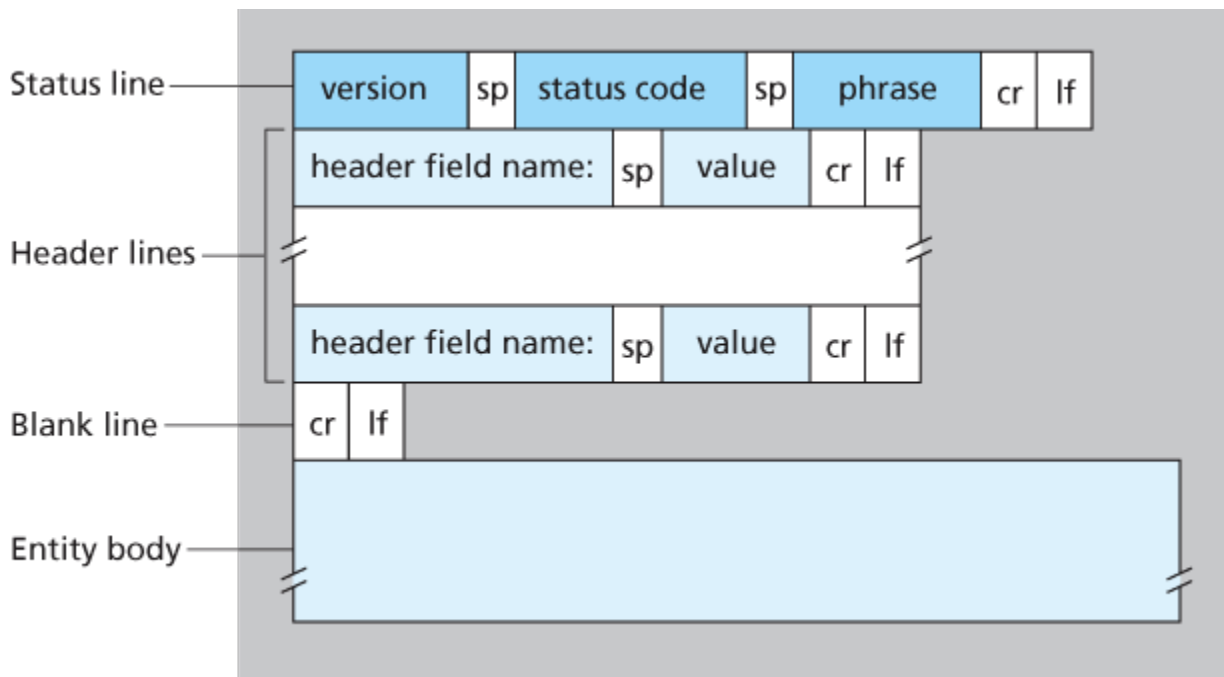 Status line
version sp status code sp phrase cr lf
header field name: sp value cr lf
Header lines
header field name: sp value cr lf
Blank line
cr lf
Entity body